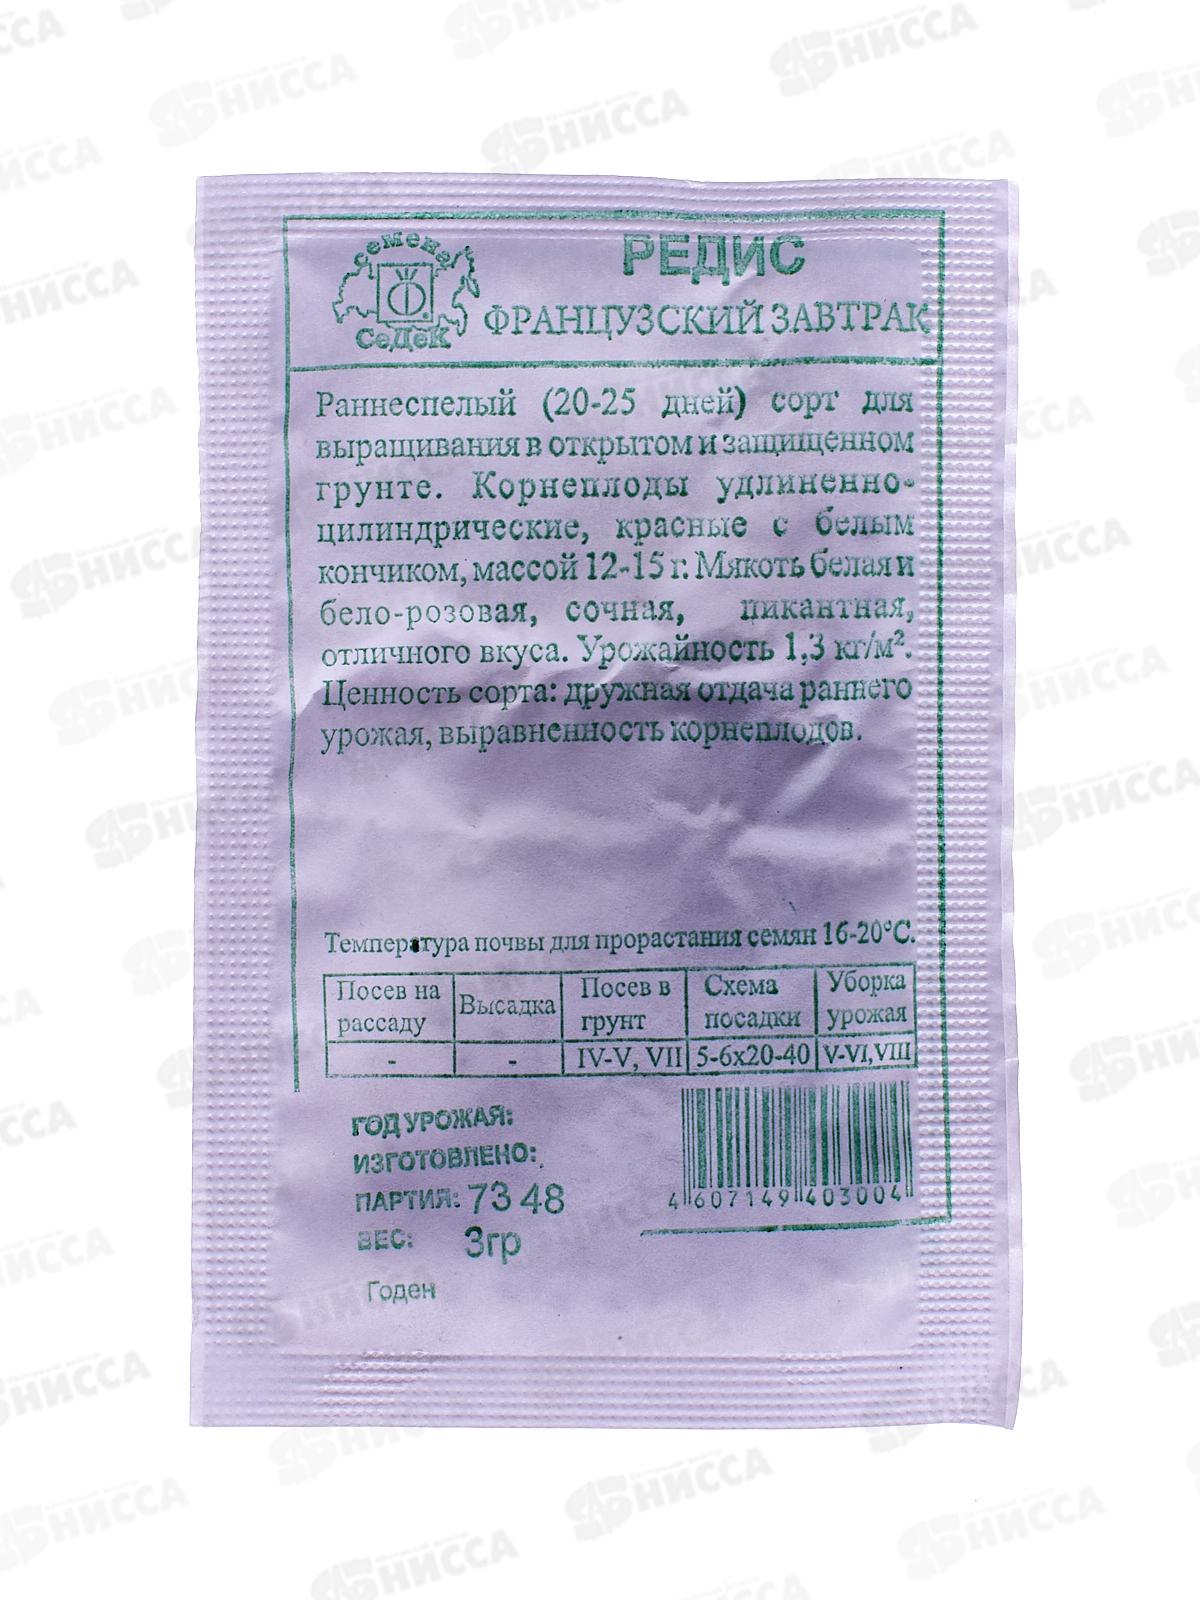 семена
СеДеК
РЕДИС
ФРАНЦУЗСКИЙ ЗАВТРАК
Раннеспелый (20-25 дней) сорт для
выращивания в открытом и защищенном
грунте. Корнеплоды удлиненно-
цилиндрические, красные с белым
кончиком, массой 12-15 г. Мякоть белая и
бело-розовая, сочная, пикантная,
отличного вкуса. Урожайность 1,3 кг/м².
Ценность сорта: дружная отдача раннего
урожая, выравненность корнеплодов.
Температура почвы для прорастания семян 16-20°С.
Посев на рассаду
Высадка
Посев в грунт
Схема посадки
Уборка урожая
- - IV-V, VII 5-6х20-40 V-VI,VIII
ГОД УРОЖАЯ:
ИЗГОТОВЛЕНО:
ПАРТИЯ: 73 48
ВЕС: 3гр
Годен
4 607149 403004
АБНИССА